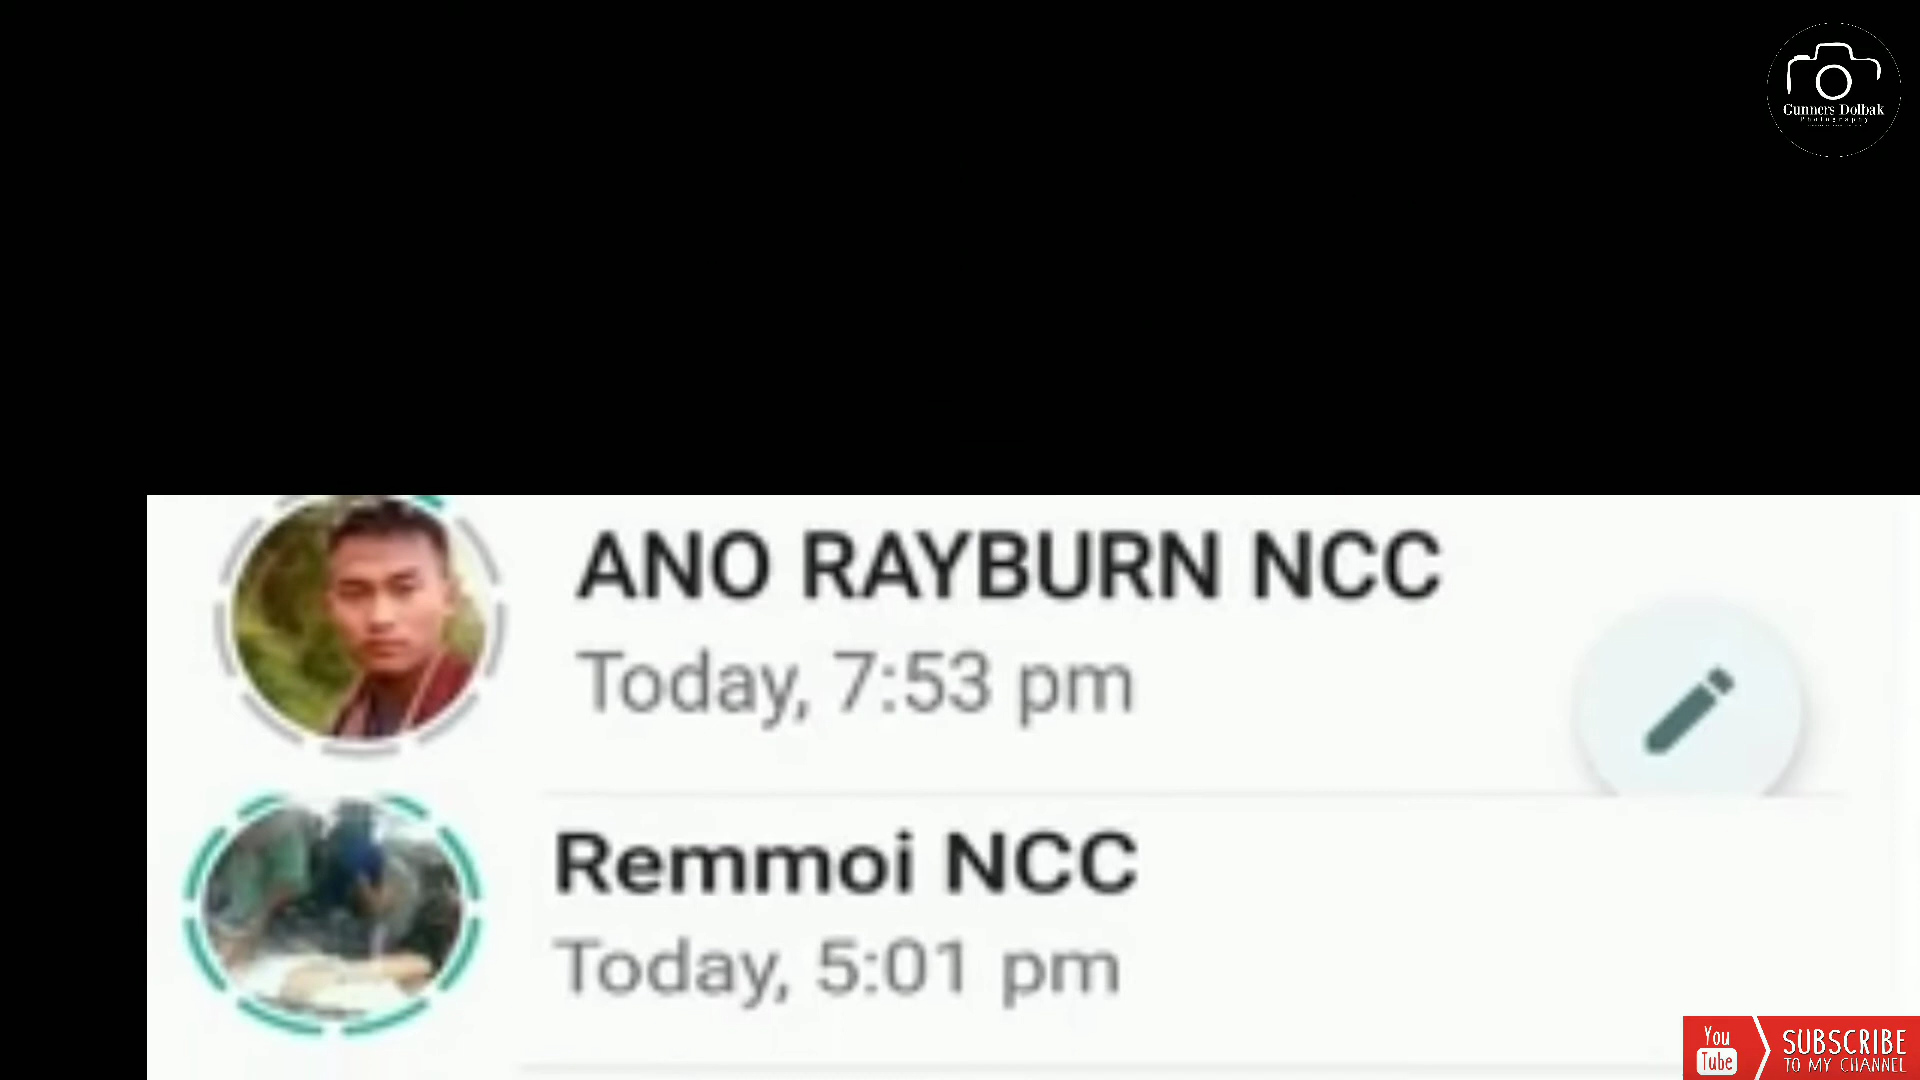 Gunners Dolbak
Photography
ANO RAYBURN NCC
Today, 7:53 pm
Remmoi NCC
Today, 5:01 pm
You
Tube
SUBSCRIBE
TO MY CHANNEL